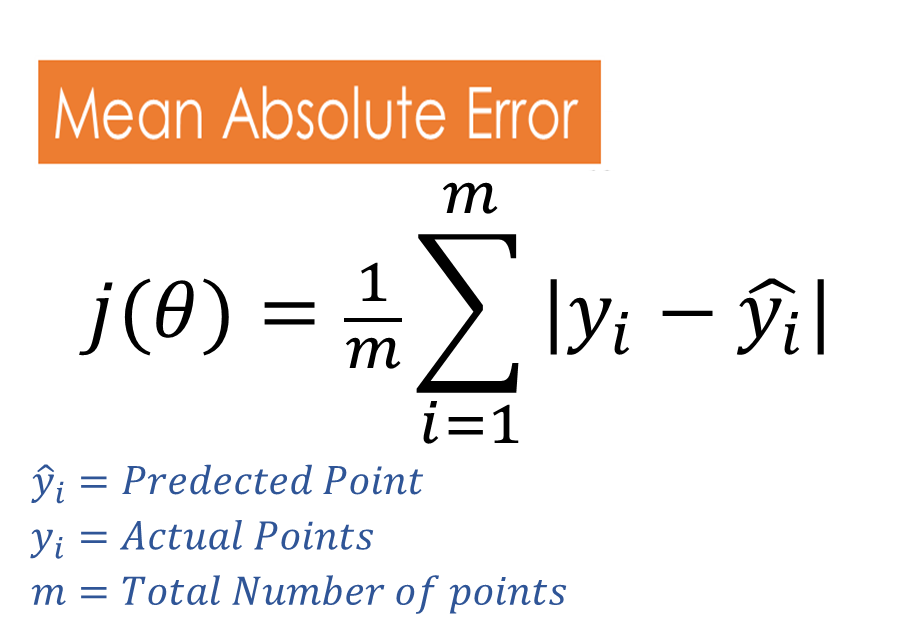 Mean Absolute Error
j(θ) = 1/m ∑_{i=1}^{m} |y_i − ŷ_i|
ŷ_i = Predected Point
y_i = Actual Points
m = Total Number of points